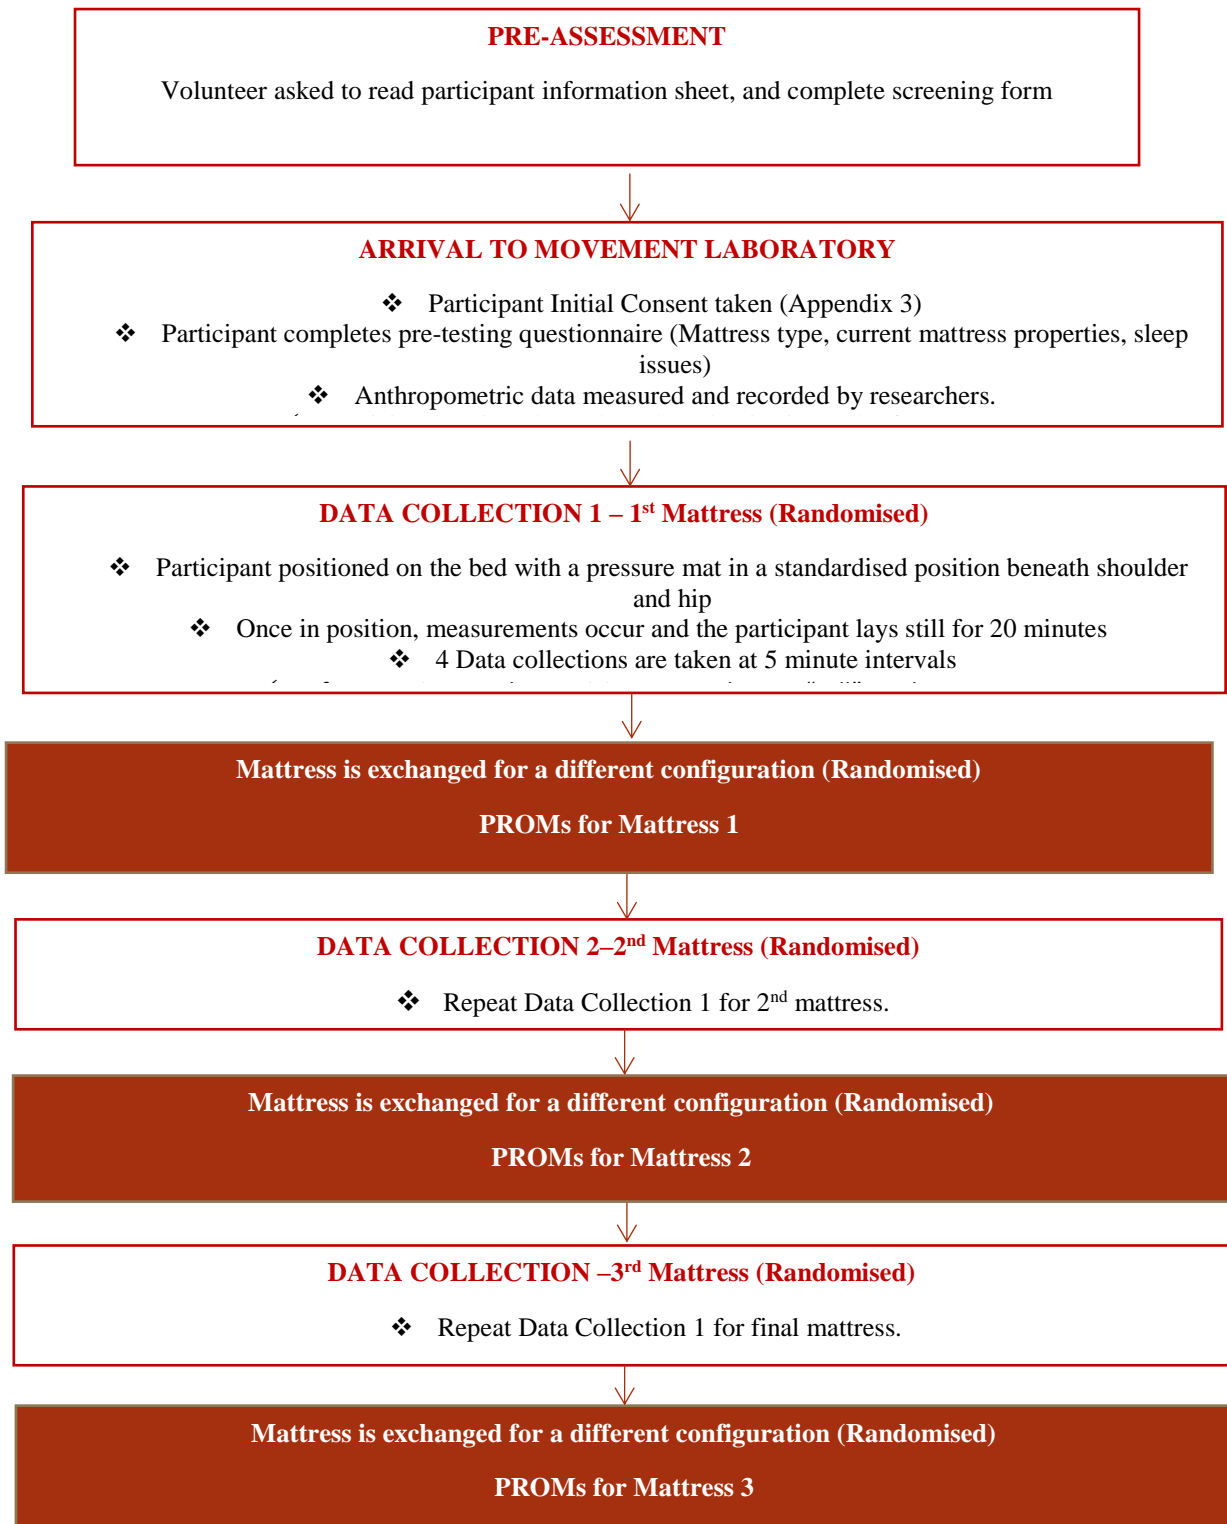 PRE-ASSESSMENT
Volunteer asked to read participant information sheet, and complete screening form
ARRIVAL TO MOVEMENT LABORATORY
❖ Participant Initial Consent taken (Appendix 3)
❖ Participant completes pre-testing questionnaire (Mattress type, current mattress properties, sleep
issues)
❖ Anthropometric data measured and recorded by researchers.
DATA COLLECTION 1 – 1st Mattress (Randomised)
❖ Participant positioned on the bed with a pressure mat in a standardised position beneath shoulder
and hip
❖ Once in position, measurements occur and the participant lays still for 20 minutes
❖ 4 Data collections are taken at 5 minute intervals
Mattress is exchanged for a different configuration (Randomised)
PROMs for Mattress 1
DATA COLLECTION 2–2nd Mattress (Randomised)
❖ Repeat Data Collection 1 for 2nd mattress.
Mattress is exchanged for a different configuration (Randomised)
PROMs for Mattress 2
DATA COLLECTION –3rd Mattress (Randomised)
❖ Repeat Data Collection 1 for final mattress.
Mattress is exchanged for a different configuration (Randomised)
PROMs for Mattress 3